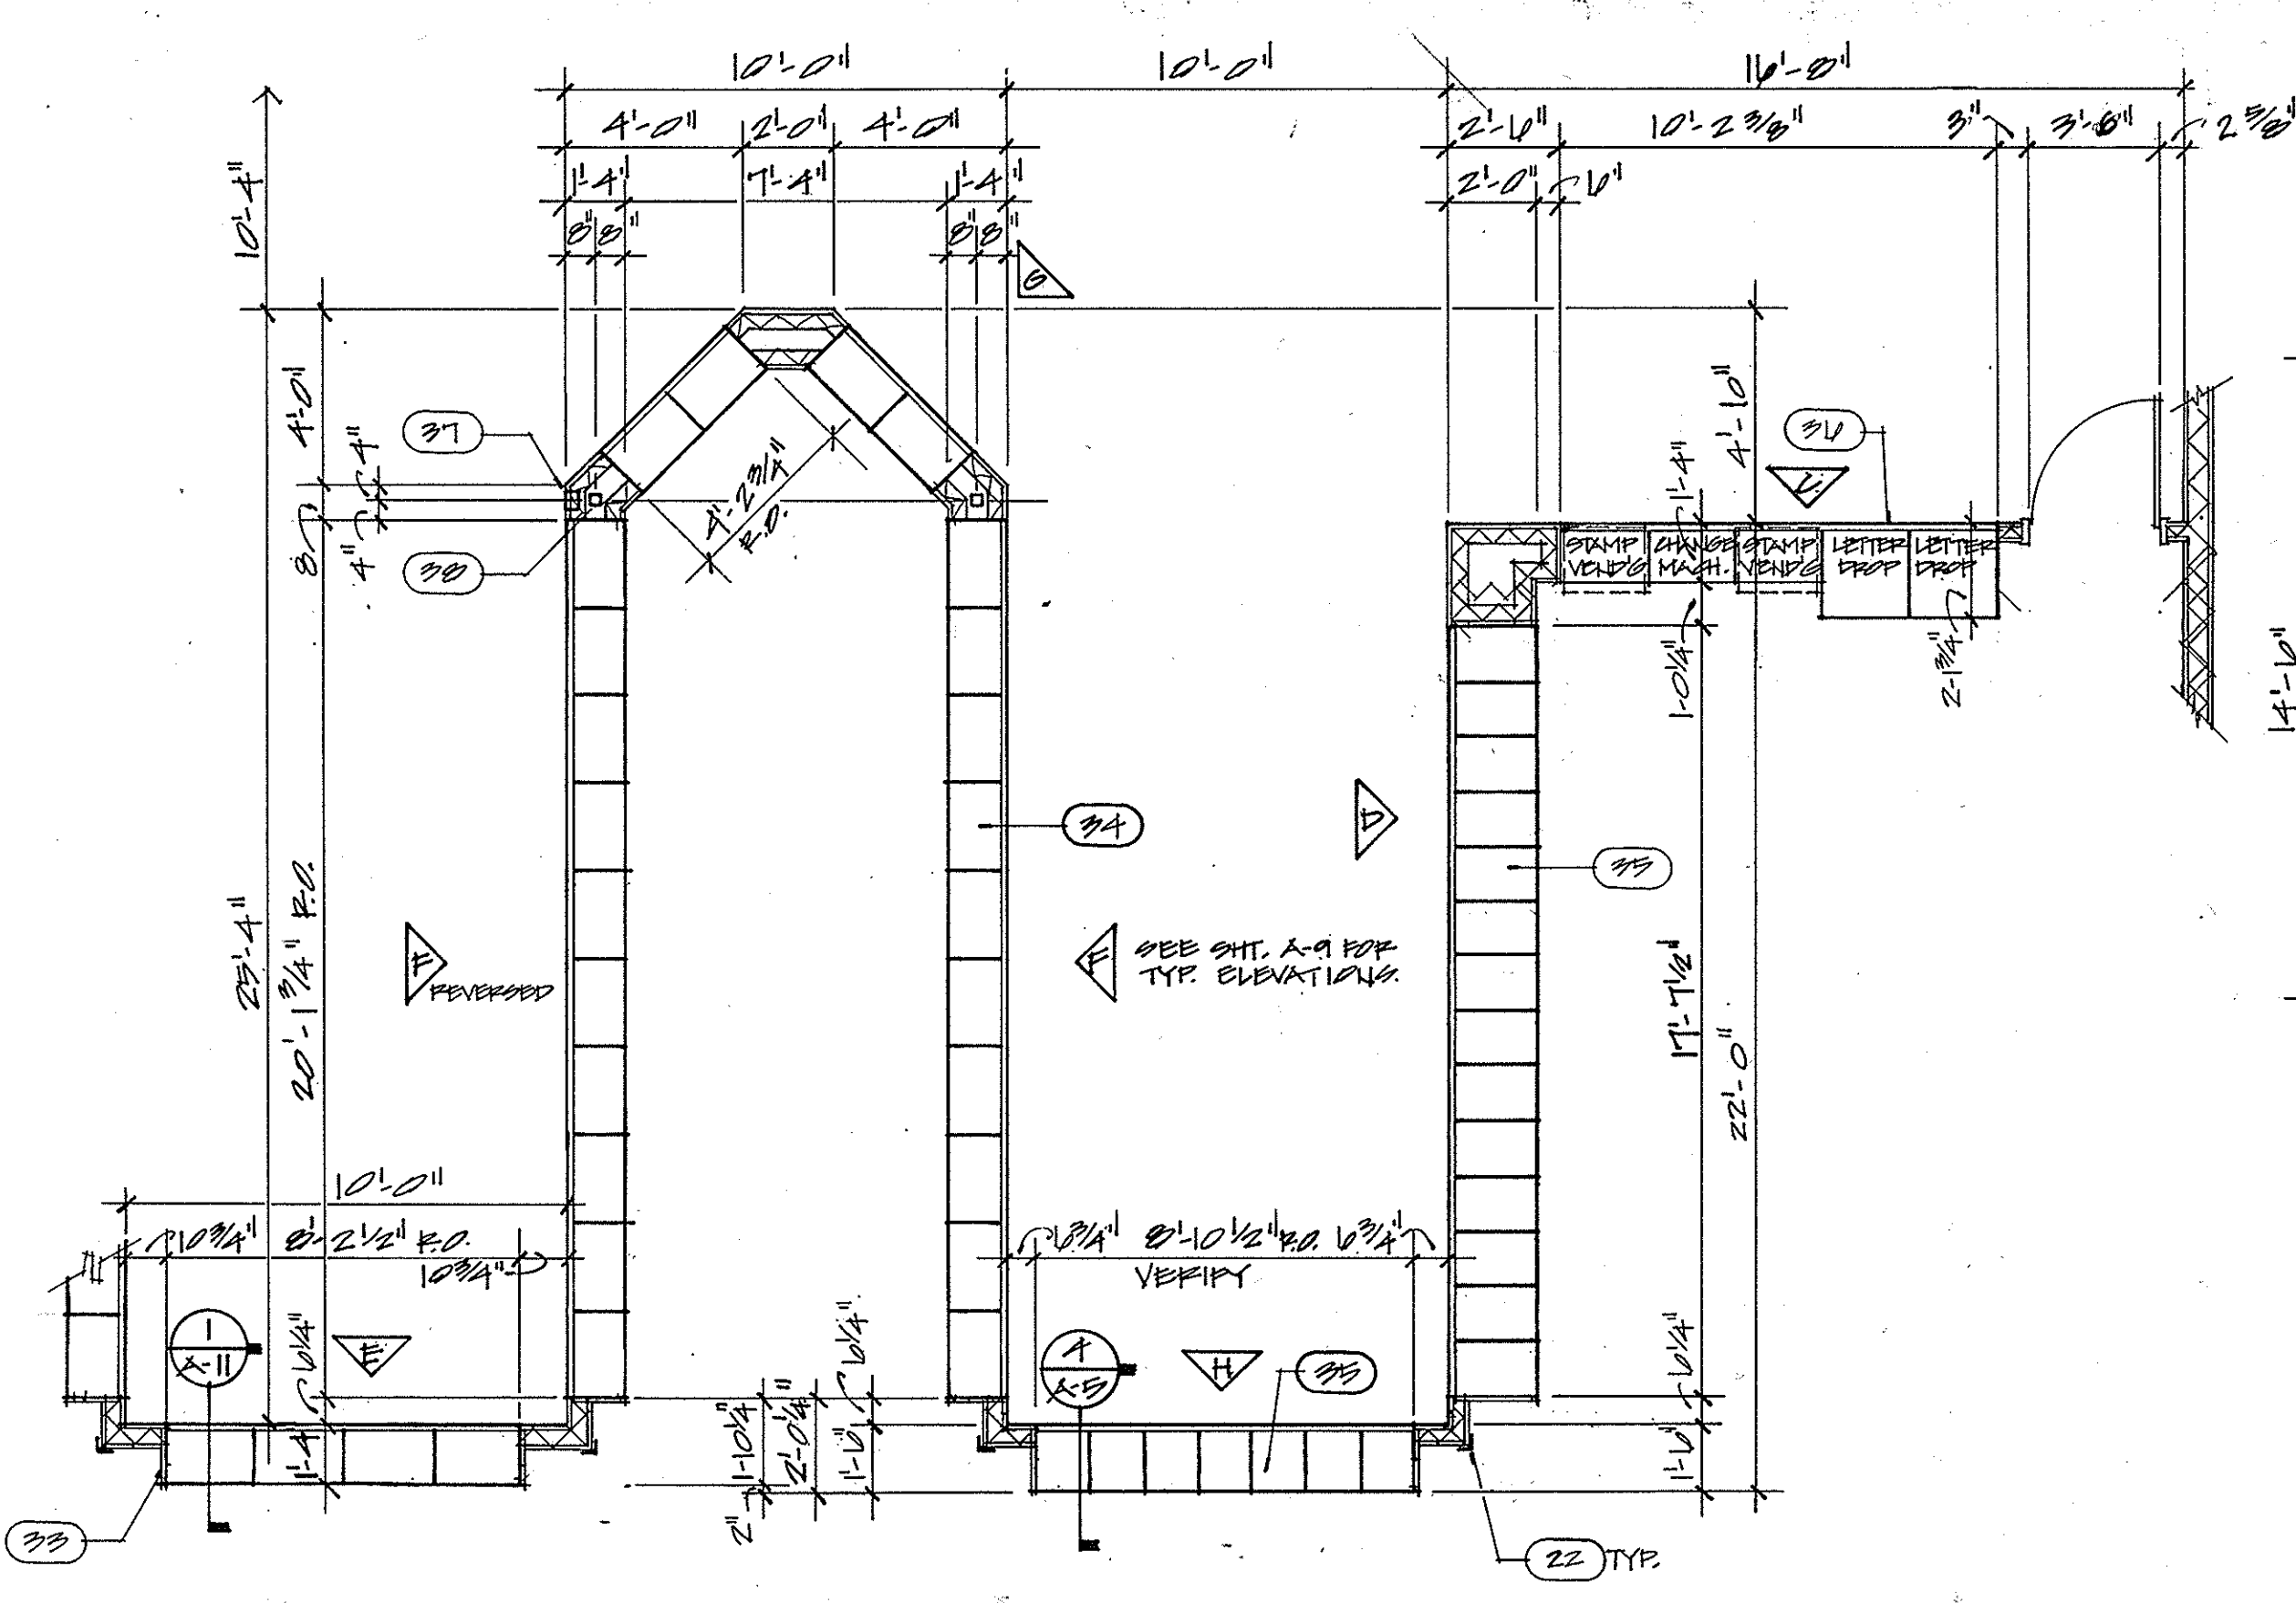 10'-0" 10'-0" 16'-8"
4'-0" 2'-0" 4'-0" 2'-6" 10'-2 3/8" 3" 3'-6" 2 5/8"
1'-4" 7'-4" 1'-4" 2'-0" 6"
8" 8" 8" 8"
10'-4"
G
4'-0"
4"
37
4'-10"
36
1'-4"
4'-2 3/4"
R.O.
8"
4"
38
STAMP
VEND'G
CHANGE
MACH.
STAMP
VEND'G
LETTER
DROP
LETTER
DROP
1'-0 1/4"
2'-1 3/4"
14'-6"
34
D
35
25'-4"
20'-1 3/4" R.O.
F
REVERSED
F
SEE SHT. A-9 FOR
TYP. ELEVATIONS.
17'-7 1/2"
22'-0"
10'-0"
10 3/4" 8'-2 1/2" R.O.
10 3/4"
6 3/4" 8'-10 1/2" R.O. 6 3/4"
VERIFY
1
A-11
6 1/4"
E
6 1/4"
4
A-5
H
35
6 1/4"
1'-4"
1'-10 1/4"
2'-0 1/4"
1'-6"
1'-6"
2"
33
22 TYP.